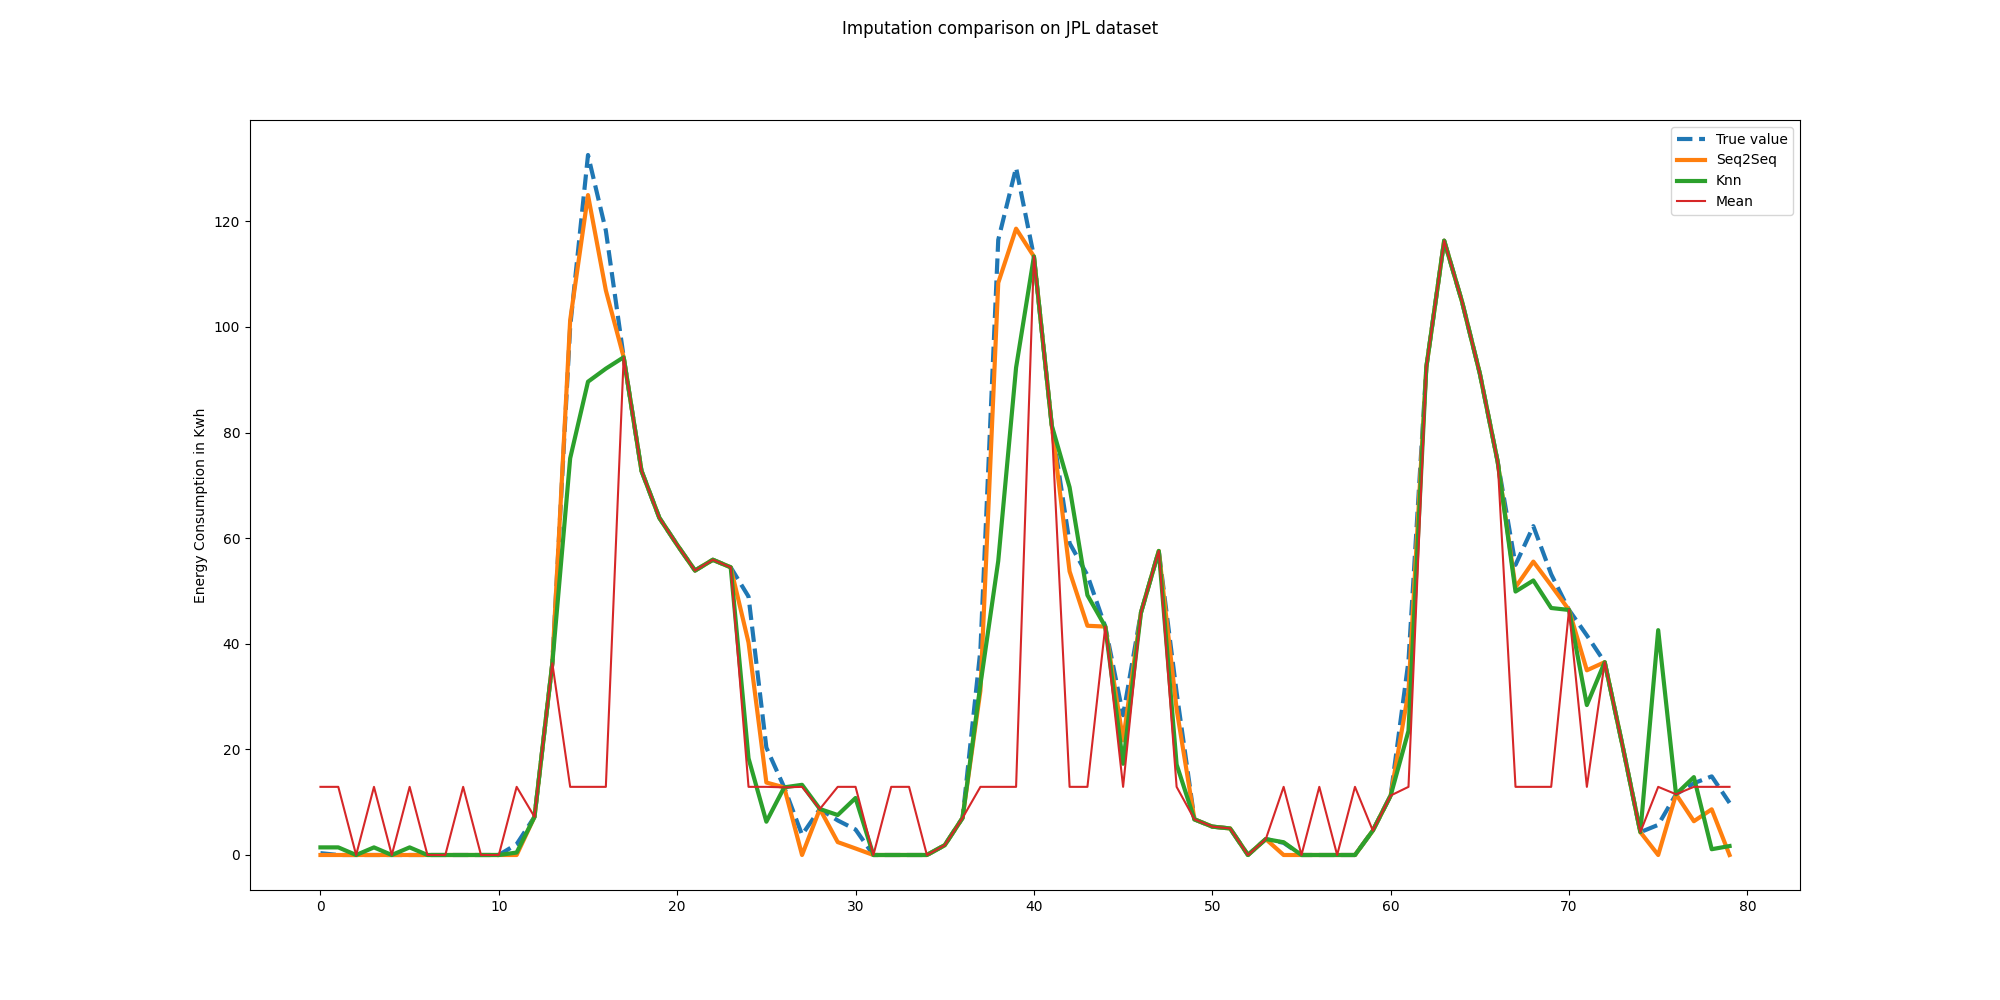 Imputation comparison on JPL dataset
True value
Seq2Seq
Knn
Mean
Energy Consumption in Kwh
120
100
80
60
40
20
0
0 10 20 30 40 50 60 70 80